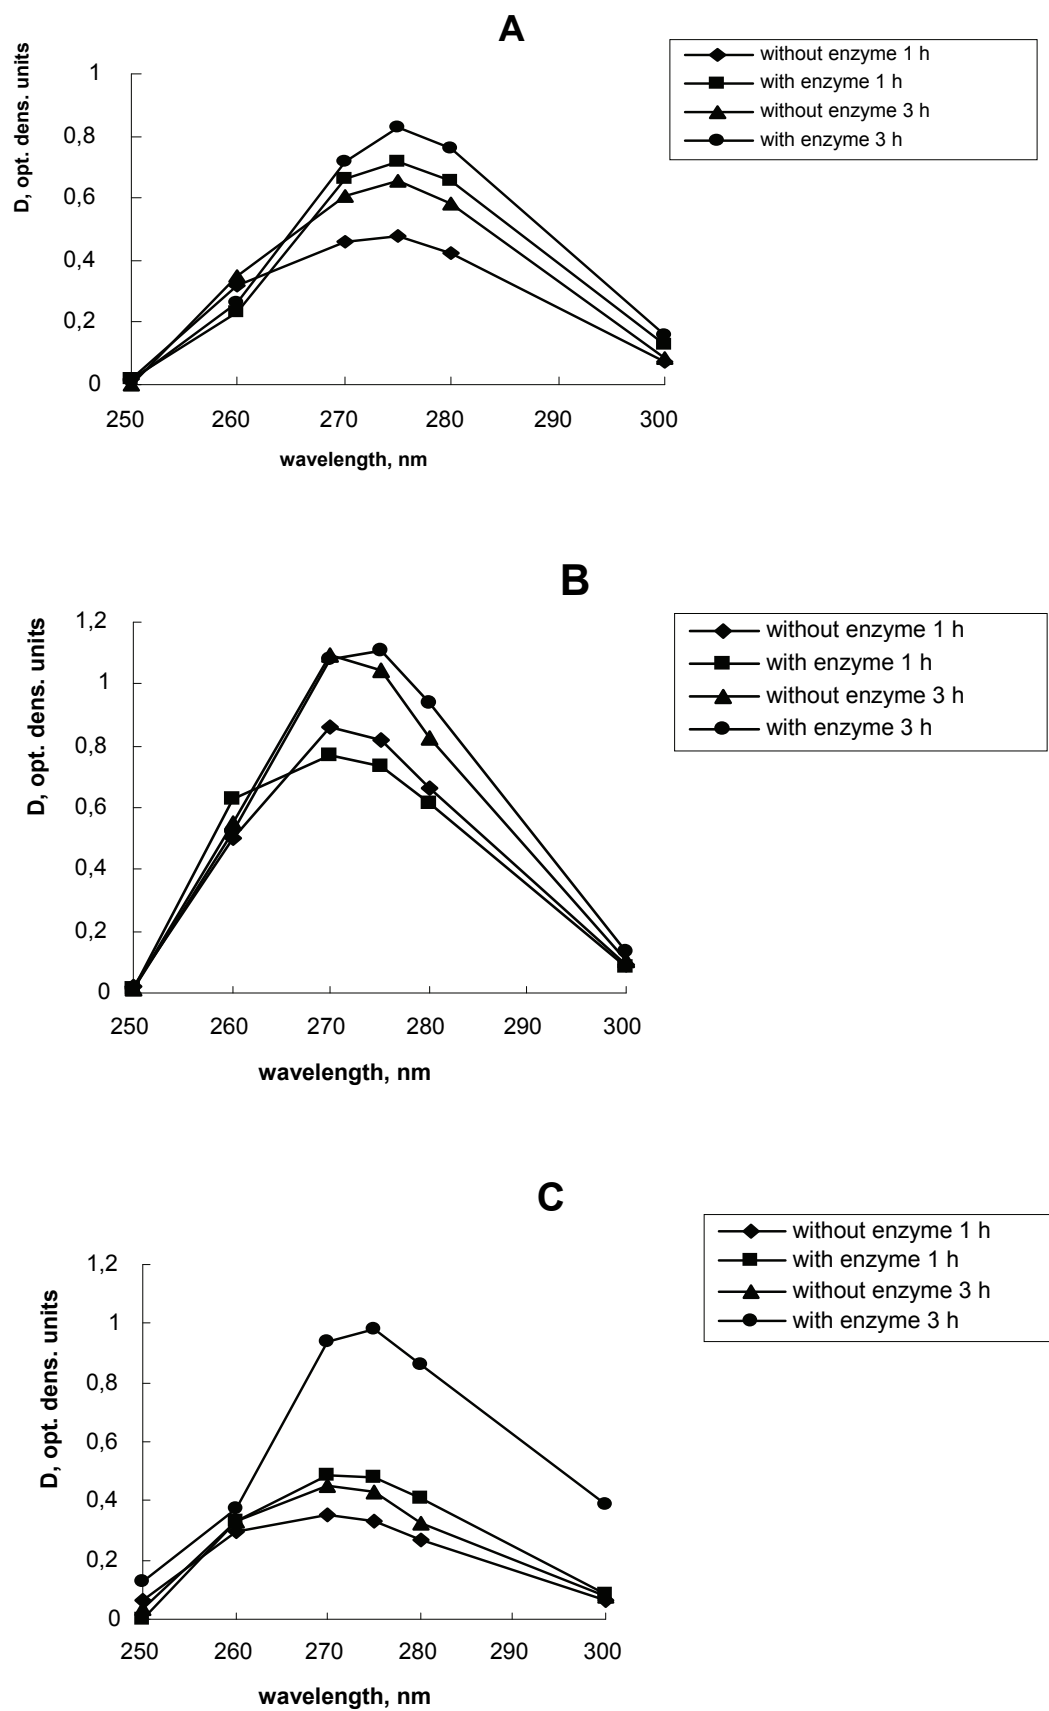 A
without enzyme 1 h
with enzyme 1 h
without enzyme 3 h
with enzyme 3 h
D, opt. dens. units
1
0,8
0,6
0,4
0,2
0
250 260 270 280 290 300
wavelength, nm
B
without enzyme 1 h
with enzyme 1 h
without enzyme 3 h
with enzyme 3 h
D, opt. dens. units
1,2
1
0,8
0,6
0,4
0,2
0
250 260 270 280 290 300
wavelength, nm
C
without enzyme 1 h
with enzyme 1 h
without enzyme 3 h
with enzyme 3 h
D, opt. dens. units
1,2
1
0,8
0,6
0,4
0,2
0
250 260 270 280 290 300
wavelength, nm